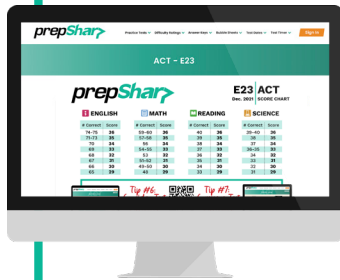 prepSharp
Practice Tests Difficulty Ratings Answer Keys Bubble Sheets Test Dates Test Timer Sign In
ACT - E23
prepSharp E23 ACT
Dec. 2021 SCORE CHART
ENGLISH MATH READING SCIENCE
# Correct Score # Correct Score # Correct Score # Correct Score
74-75 36 59-60 36 40 36 39-40 36
71-73 35 57-58 35 39 35 38 35
70 34 56 34 38 34 37 34
69 33 54-55 33 37 33 36-35 33
68 32 53 32 36 32 34 32
67 31 51-52 31 35 31 33 31
66 30 49-50 30 34 30 32 30
65 29 48 29 33 29 31 29
Tip #6: Tip #7: